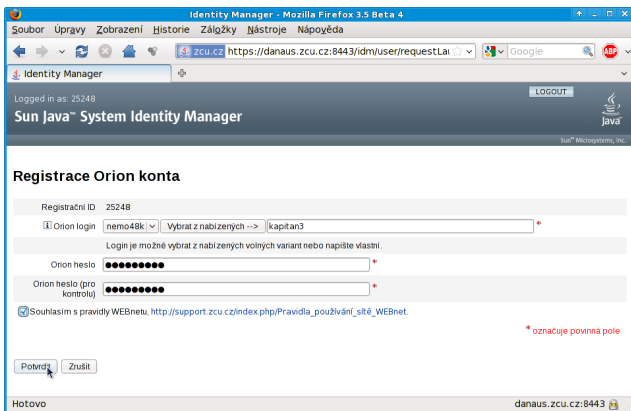 Identity Manager - Mozilla Firefox 3.5 Beta 4
Soubor Úpravy Zobrazení Historie Záložky Nástroje Nápověda
zcu.cz https://danaus.zcu.cz:8443/idm/user/requestLau Google ABP
Identity Manager
Logged in as: 25248 LOGOUT
Sun Java™ System Identity Manager
Java
Sun™ Microsystems, Inc.
Registrace Orion konta
Registrační ID 25248
i Orion login nemo48k Vybrat z nabízených --> kapitan3 *
Login je možné vybrat z nabízených volných variant nebo napište vlastní.
Orion heslo ●●●●●●●●● *
Orion heslo (pro
kontrolu) ●●●●●●●●● *
Souhlasím s pravidly WEBnetu, http://support.zcu.cz/index.php/Pravidla_používání_sítě_WEBnet.
* označuje povinná pole
Potvrdit Zrušit
Hotovo danaus.zcu.cz:8443